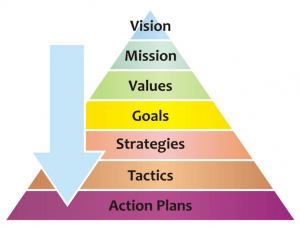 Vision
Mission
Values
Goals
Strategies
Tactics
Action Plans